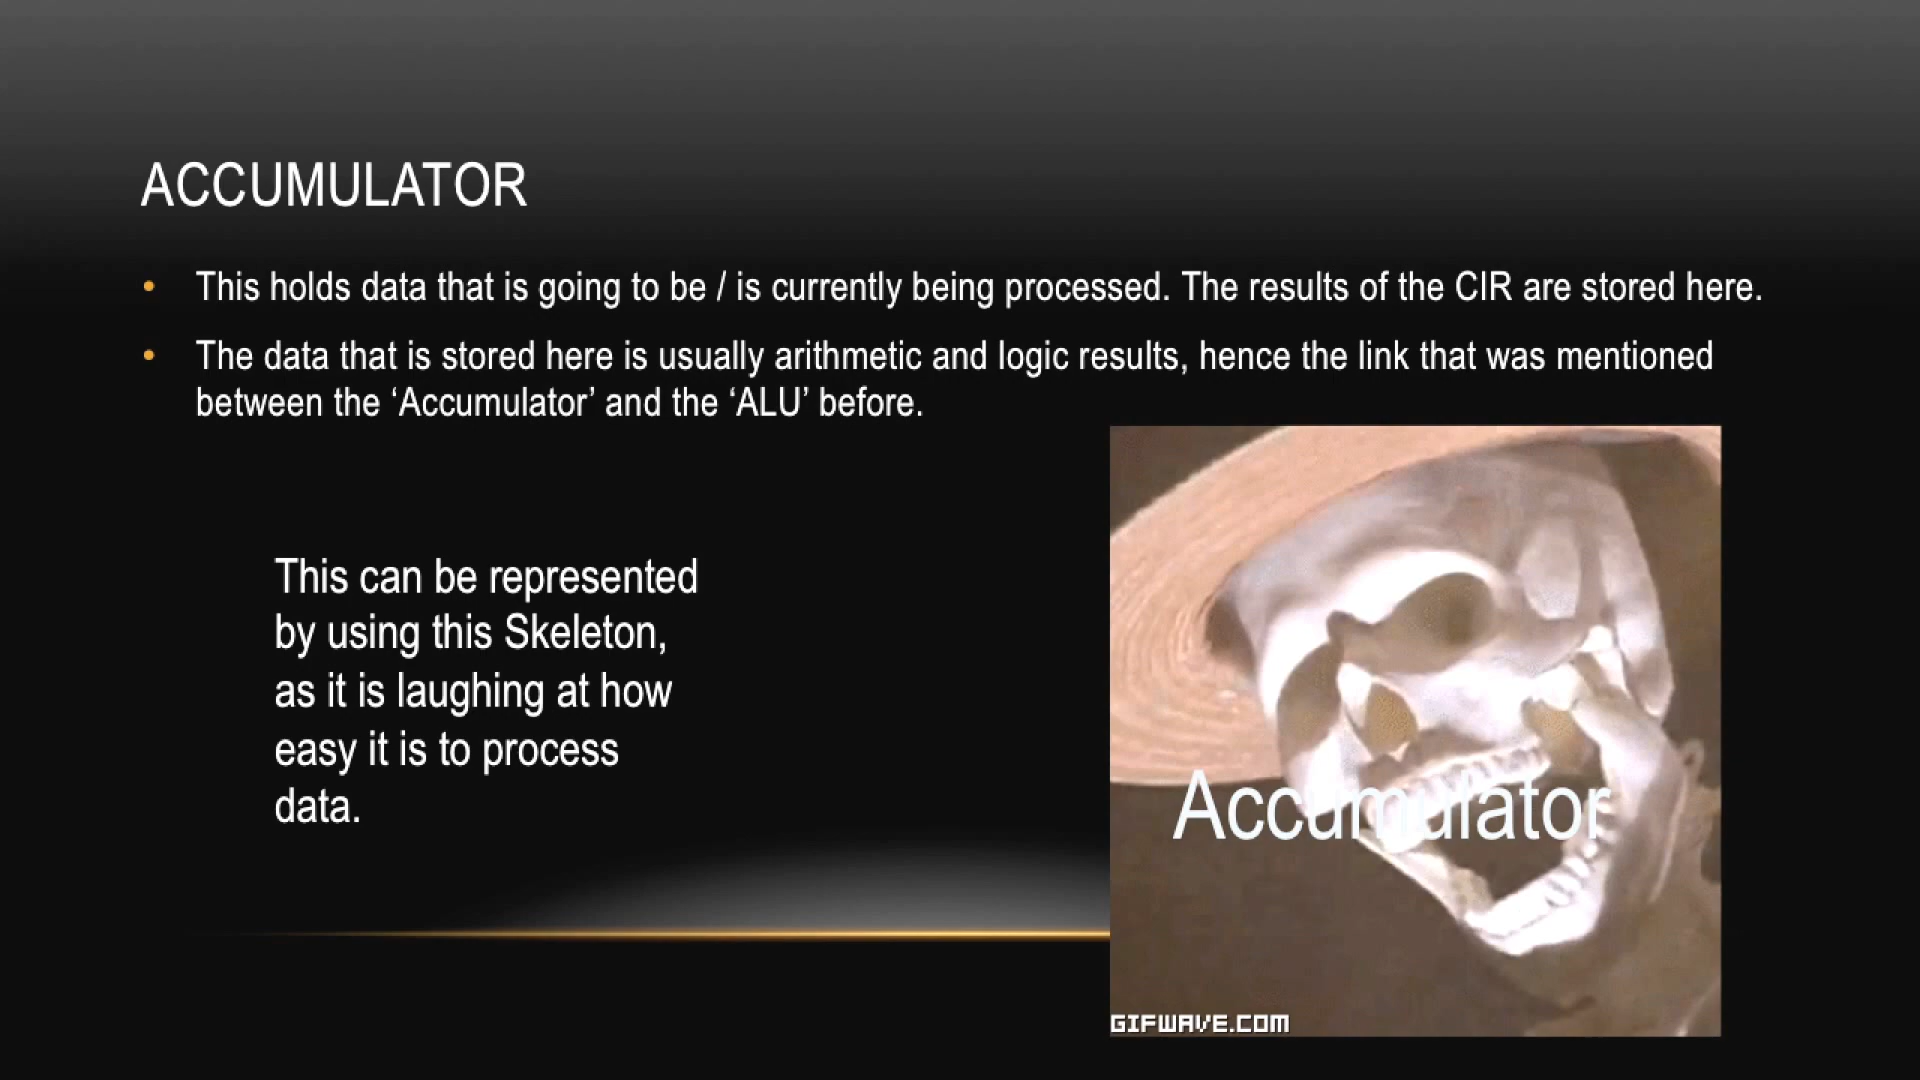 ACCUMULATOR
• This holds data that is going to be / is currently being processed. The results of the CIR are stored here.
• The data that is stored here is usually arithmetic and logic results, hence the link that was mentioned
between the ‘Accumulator’ and the ‘ALU’ before.
This can be represented
by using this Skeleton,
as it is laughing at how
easy it is to process
data.
Accumulator
GIFWAVE.COM